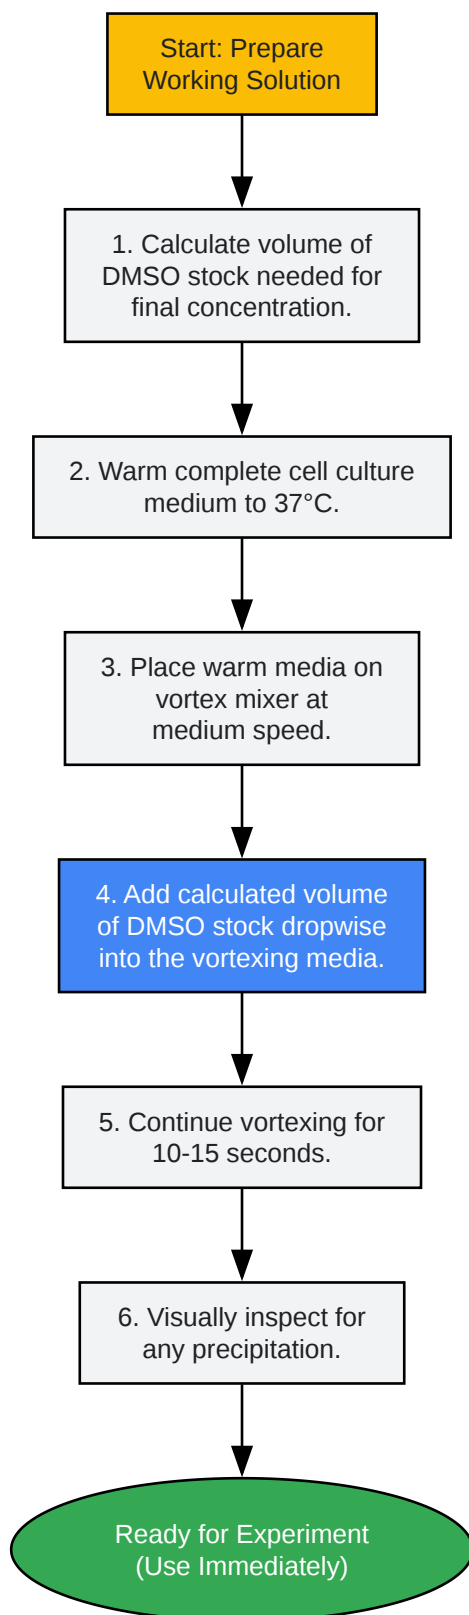 Start: Prepare
Working Solution
1. Calculate volume of
DMSO stock needed for
final concentration.
2. Warm complete cell culture
medium to 37°C.
3. Place warm media on
vortex mixer at
medium speed.
4. Add calculated volume
of DMSO stock dropwise
into the vortexing media.
5. Continue vortexing for
10-15 seconds.
6. Visually inspect for
any precipitation.
Ready for Experiment
(Use Immediately)